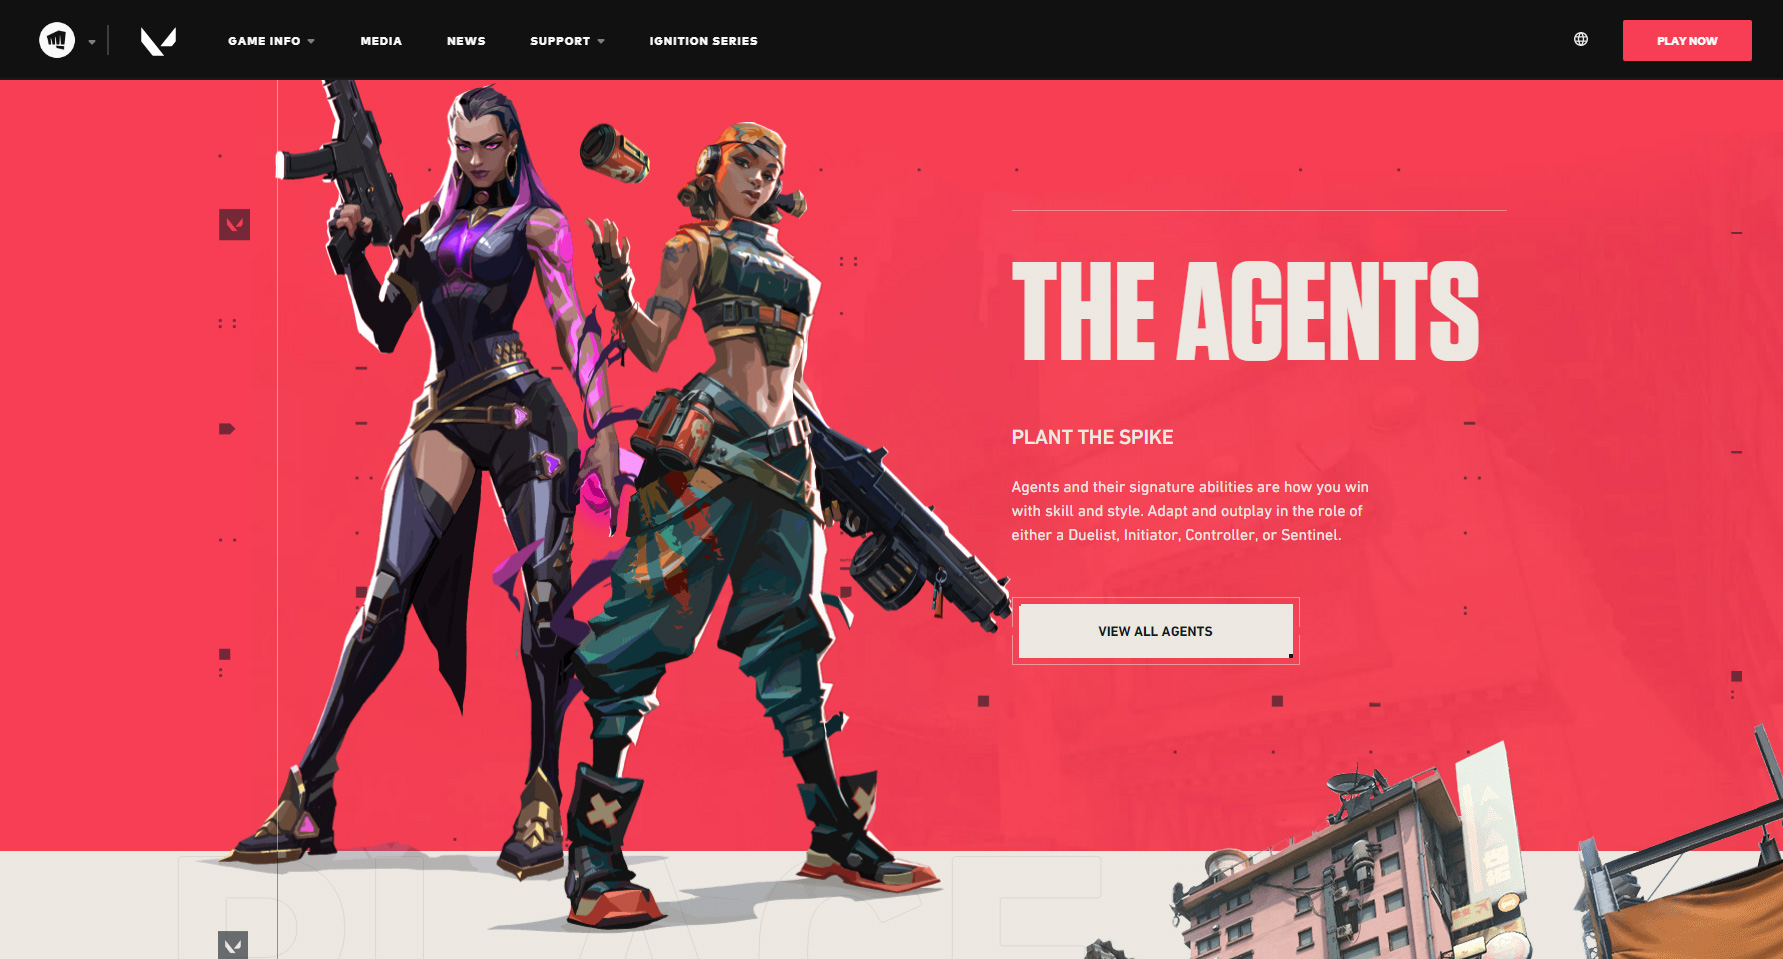 GAME INFO
MEDIA
NEWS
SUPPORT
IGNITION SERIES
PLAY NOW
THE AGENTS
PLANT THE SPIKE
Agents and their signature abilities are how you win
with skill and style. Adapt and outplay in the role of
either a Duelist, Initiator, Controller, or Sentinel.
VIEW ALL AGENTS
PLACE